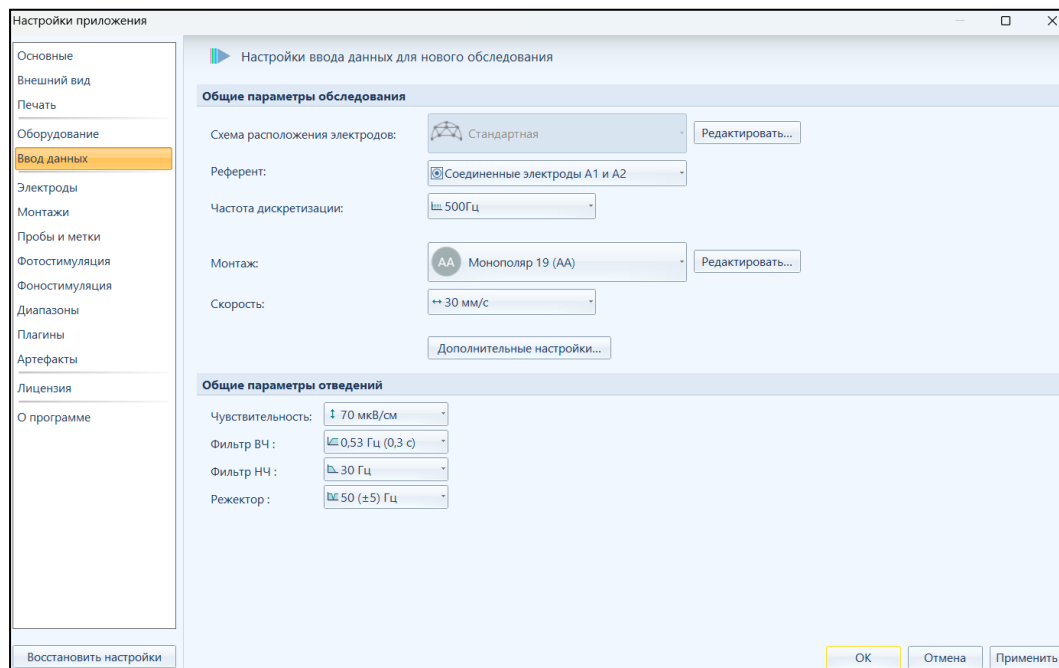 Настройки приложения
Основные
Внешний вид
Печать
Оборудование
Ввод данных
Электроды
Монтажи
Пробы и метки
Фотостимуляция
Фоностимуляция
Диапазоны
Плагины
Артефакты
Лицензия
О программе
Восстановить настройки
Настройки ввода данных для нового обследования
Общие параметры обследования
Схема расположения электродов: Стандартная Редактировать...
Референт: Соединенные электроды A1 и A2
Частота дискретизации: 500Гц
Монтаж: AA Монополяр 19 (AA) Редактировать...
Скорость: 30 мм/с
Дополнительные настройки...
Общие параметры отведений
Чувствительность: 70 мкВ/см
Фильтр ВЧ : 0,53 Гц (0,3 с)
Фильтр НЧ : 30 Гц
Режектор : 50 (±5) Гц
ОК Отмена Применить